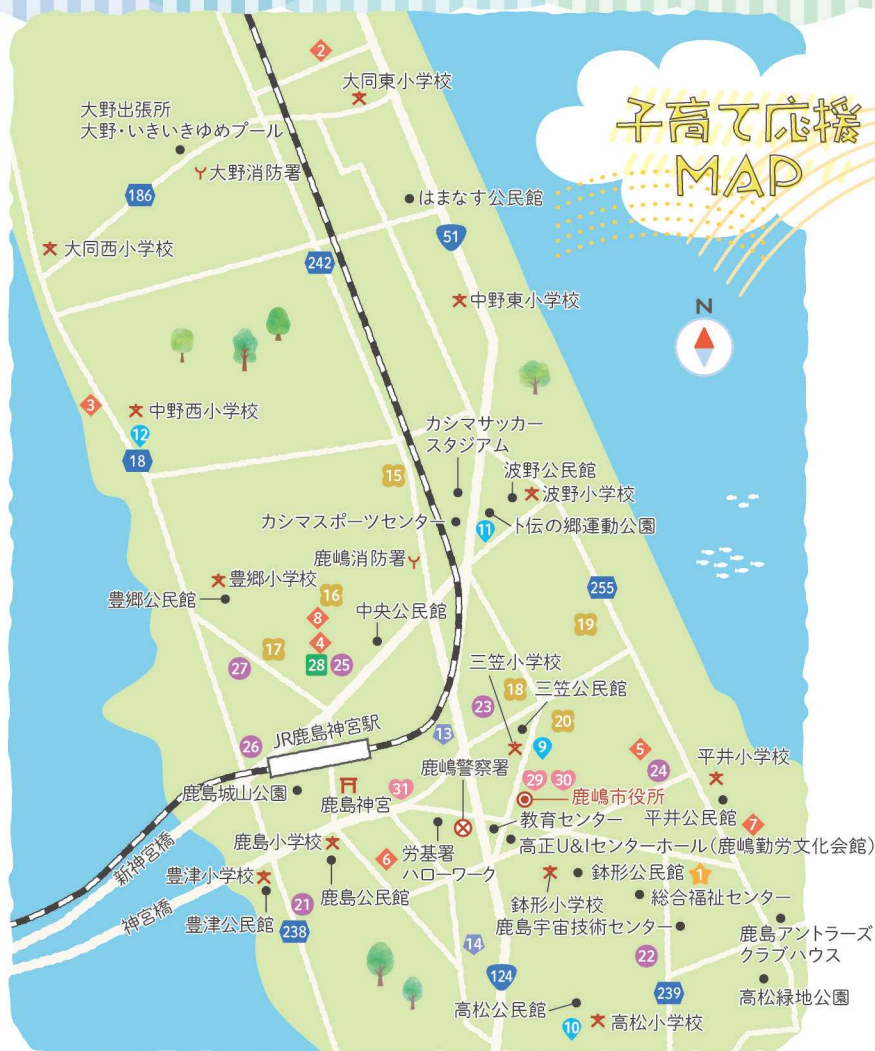 子育て応援
MAP
N
2
大同東小学校
大野出張所
大野・いきいきゆめプール
大野消防署
186
はまなす公民館
51
大同西小学校
242
中野東小学校
3
中野西小学校
12
18
カシマサッカー
スタジアム
15
波野公民館
波野小学校
カシマスポーツセンター
11
ト伝の郷運動公園
鹿嶋消防署
豊郷小学校
255
豊郷公民館
16
8
中央公民館
19
17
4
三笠小学校
27
28
25
18
三笠公民館
23
20
13
JR鹿島神宮駅
26
9
5
鹿嶋警察署
24
平井小学校
29
30
鹿島城山公園
鹿島神宮
31
鹿嶋市役所
平井公民館
7
教育センター
新神宮橋
鹿島小学校
労基署
ハローワーク
高正U&Iセンターホール(鹿嶋勤労文化会館)
6
豊津小学校
鉢形公民館
1
神宮橋
鹿島公民館
総合福祉センター
21
鉢形小学校
豊津公民館
鹿島宇宙技術センター
238
鹿島アントラーズ
クラブハウス
14
22
124
239
高松緑地公園
高松公民館
10
高松小学校